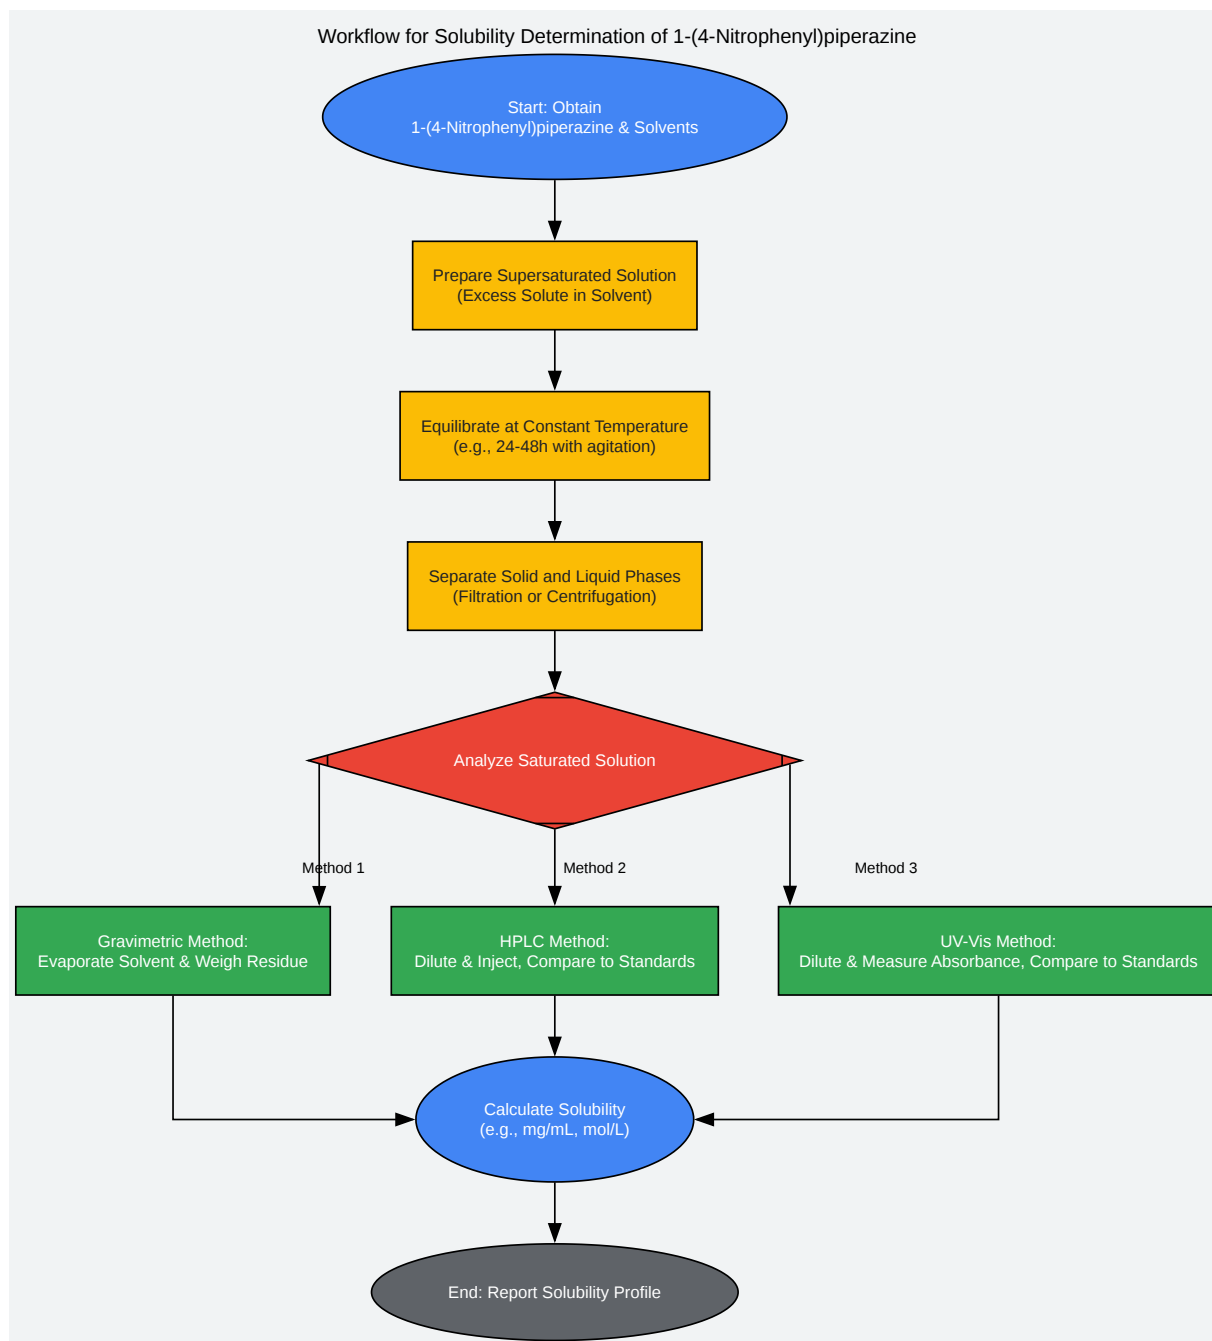 Workflow for Solubility Determination of 1-(4-Nitrophenyl)piperazine
Start: Obtain
1-(4-Nitrophenyl)piperazine & Solvents
Prepare Supersaturated Solution
(Excess Solute in Solvent)
Equilibrate at Constant Temperature
(e.g., 24-48h with agitation)
Separate Solid and Liquid Phases
(Filtration or Centrifugation)
Analyze Saturated Solution
Method 1
Method 2
Method 3
Gravimetric Method:
Evaporate Solvent & Weigh Residue
HPLC Method:
Dilute & Inject, Compare to Standards
UV-Vis Method:
Dilute & Measure Absorbance, Compare to Standards
Calculate Solubility
(e.g., mg/mL, mol/L)
End: Report Solubility Profile